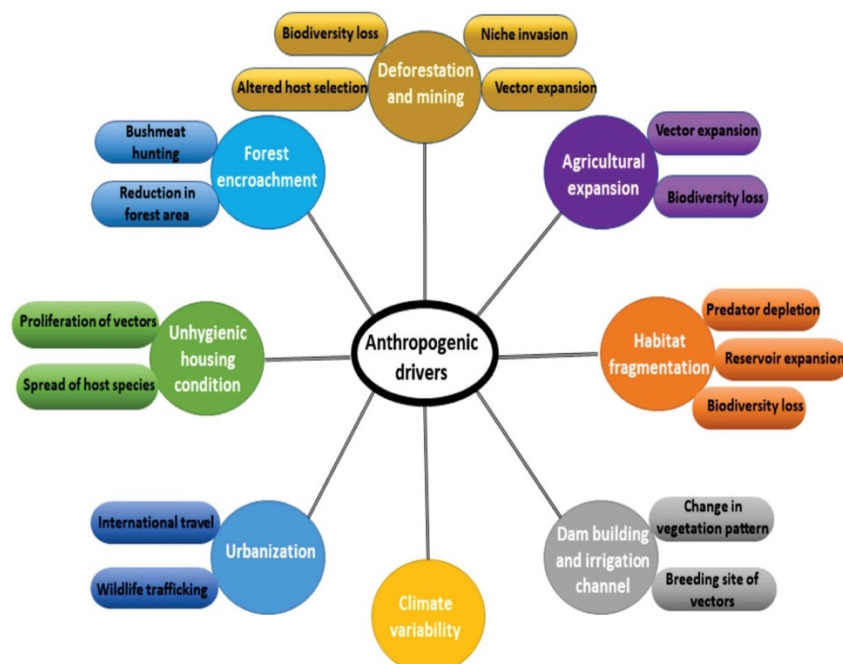 Biodiversity loss
Niche invasion
Deforestation
and mining
Altered host selection
Vector expansion
Bushmeat
hunting
Forest
encroachment
Reduction in
forest area
Agricultural
expansion
Vector expansion
Biodiversity loss
Proliferation of vectors
Unhygienic
housing
condition
Spread of host species
Anthropogenic
drivers
Habitat
fragmentation
Predator depletion
Reservoir expansion
Biodiversity loss
International travel
Urbanization
Wildlife trafficking
Climate
variability
Dam building
and irrigation
channel
Change in
vegetation pattern
Breeding site of
vectors